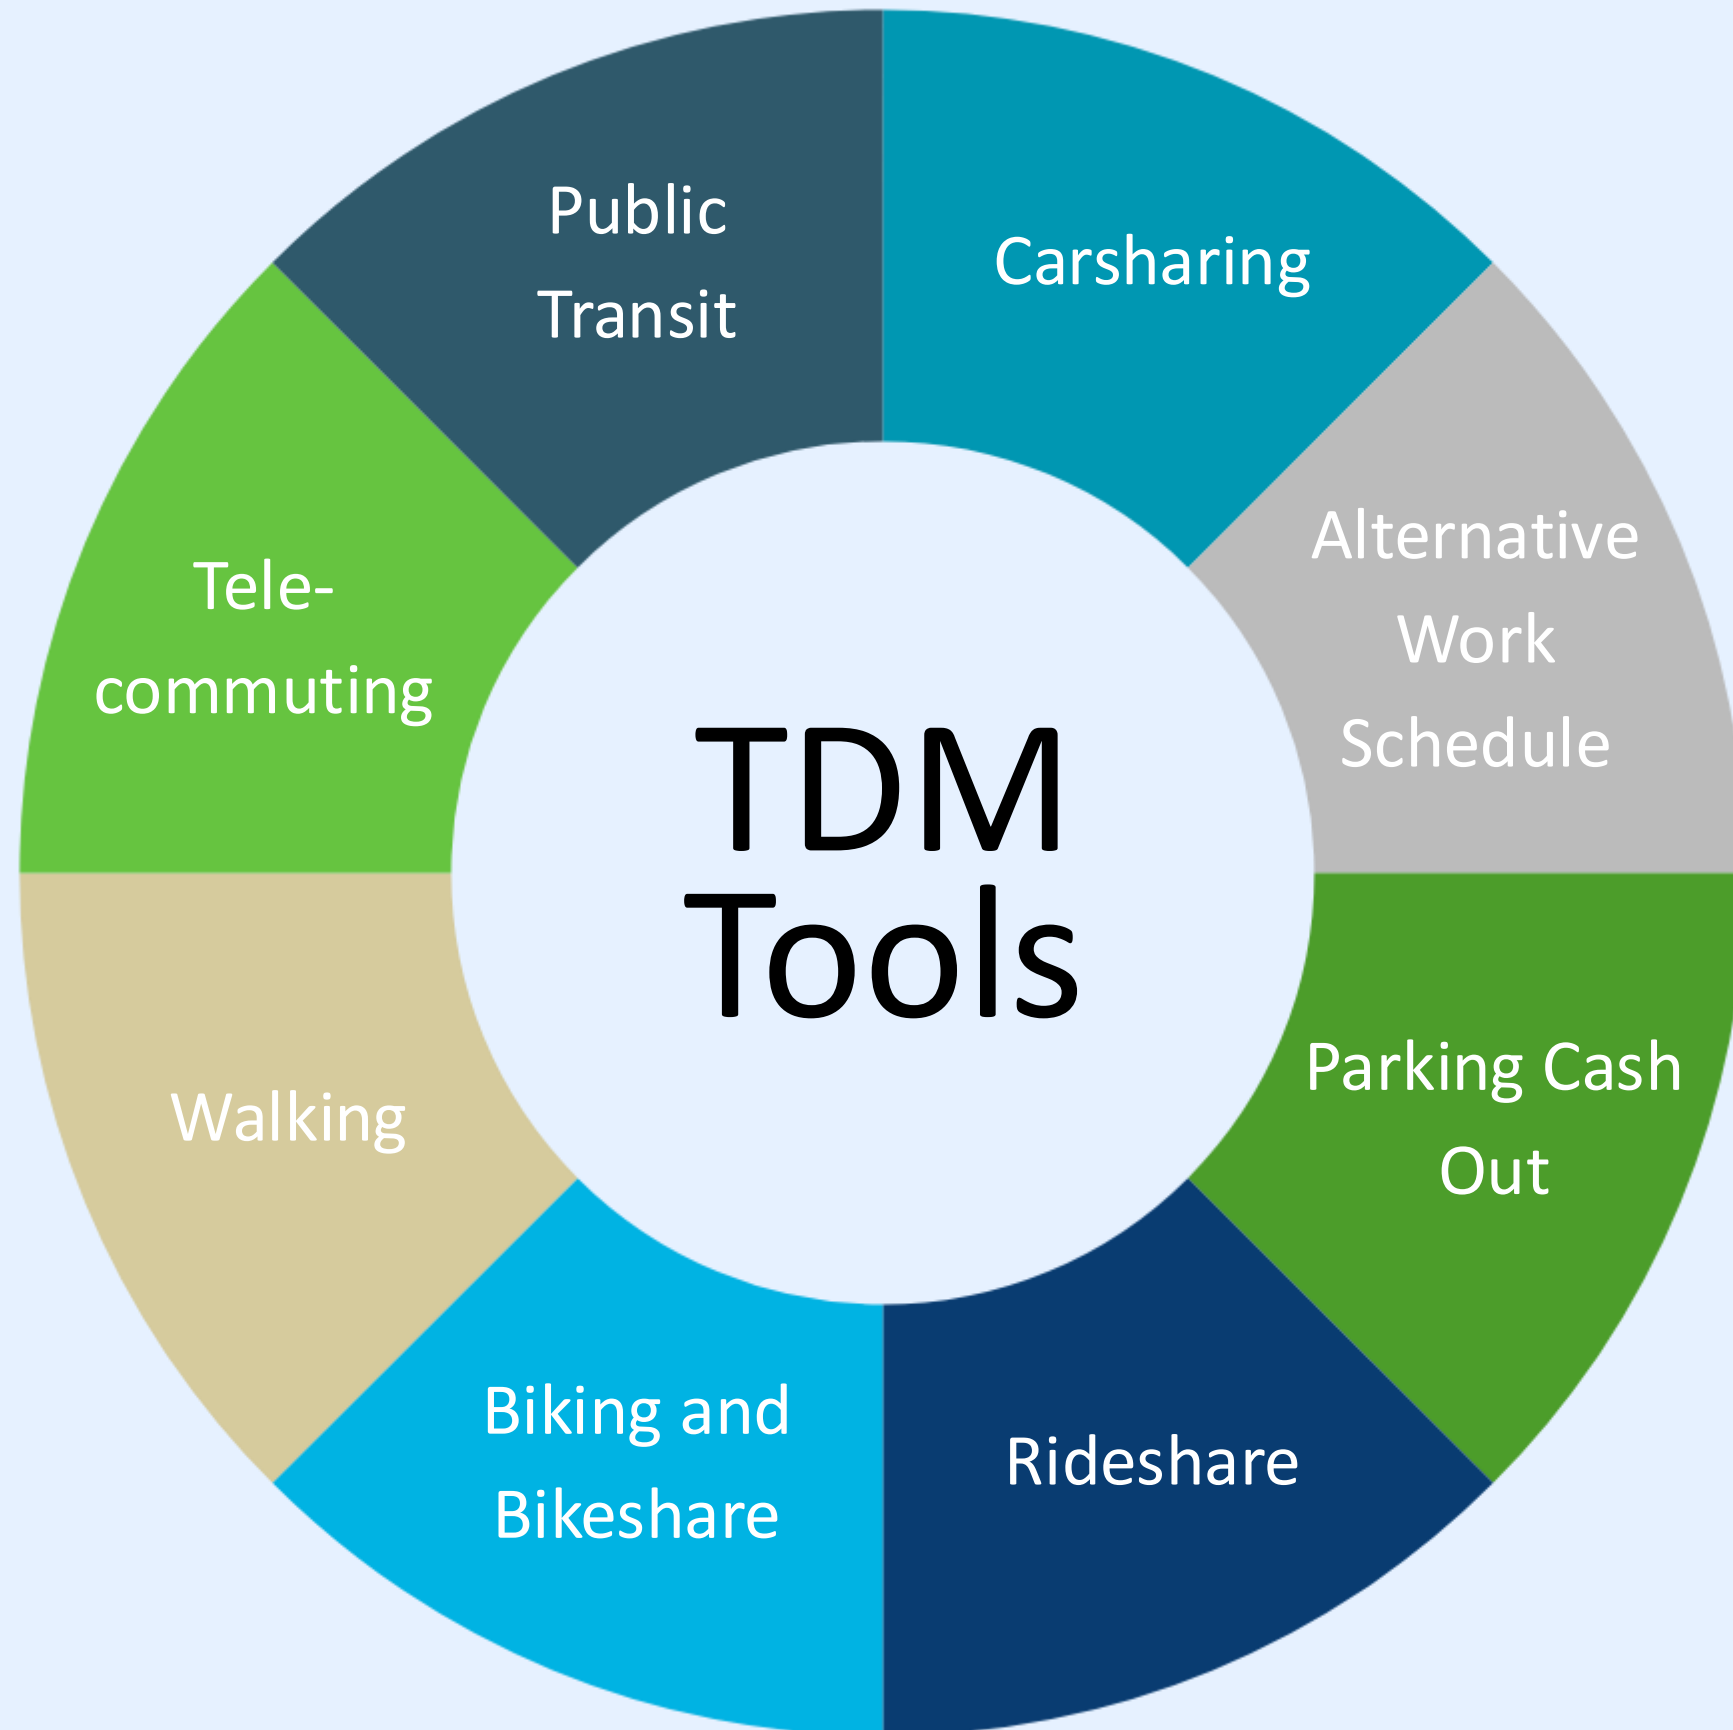 TDM
Tools
Carsharing
Alternative
Work
Schedule
Parking Cash
Out
Rideshare
Biking and
Bikeshare
Walking
Tele-
commuting
Public
Transit